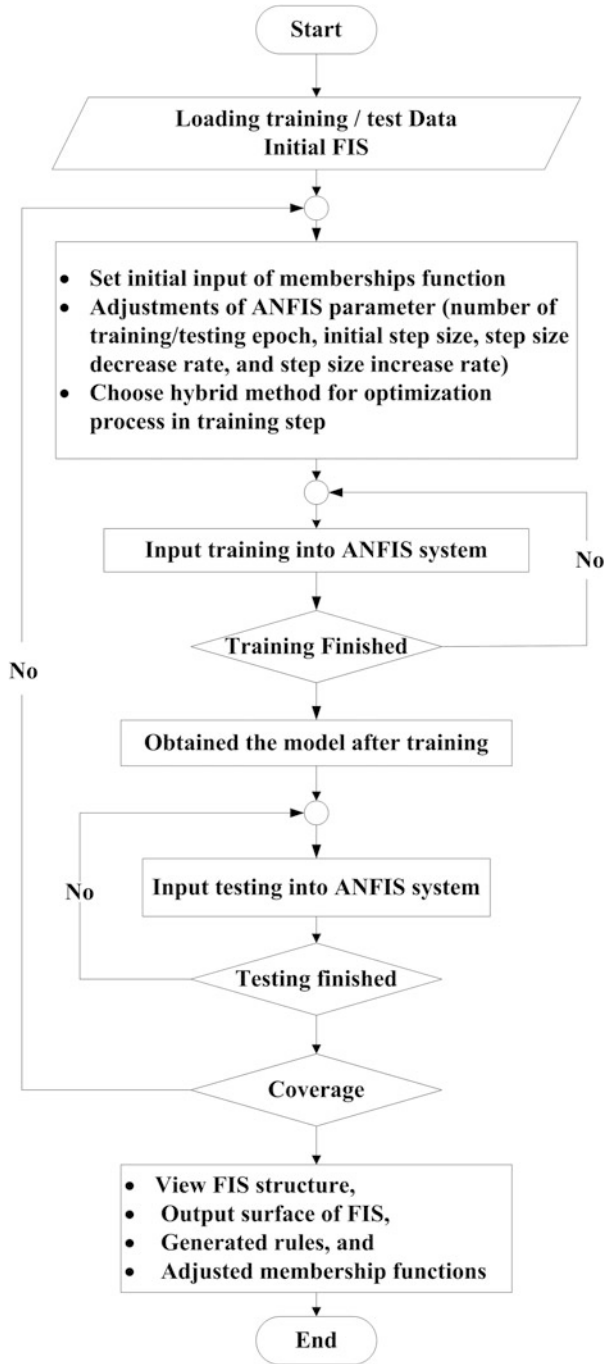 Start
Loading training / test Data
Initial FIS
• Set initial input of memberships function
• Adjustments of ANFIS parameter (number of
training/testing epoch, initial step size, step size
decrease rate, and step size increase rate)
• Choose hybrid method for optimization
process in training step
Input training into ANFIS system
No
Training Finished
No
Obtained the model after training
No
Input testing into ANFIS system
Testing finished
Coverage
• View FIS structure,
• Output surface of FIS,
• Generated rules, and
• Adjusted membership functions
End